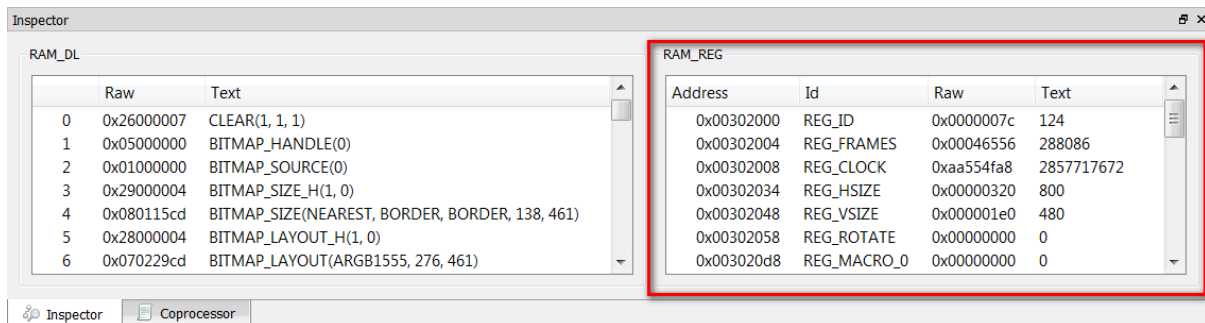 Inspector
RAM_DL
Raw Text
0 0x26000007 CLEAR(1, 1, 1)
1 0x05000000 BITMAP_HANDLE(0)
2 0x01000000 BITMAP_SOURCE(0)
3 0x29000004 BITMAP_SIZE_H(1, 0)
4 0x080115cd BITMAP_SIZE(NEAREST, BORDER, BORDER, 138, 461)
5 0x28000004 BITMAP_LAYOUT_H(1, 0)
6 0x070229cd BITMAP_LAYOUT(ARGB1555, 276, 461)
RAM_REG
Address Id Raw Text
0x00302000 REG_ID 0x0000007c 124
0x00302004 REG_FRAMES 0x00046556 288086
0x00302008 REG_CLOCK 0xaa554fa8 2857717672
0x00302034 REG_HSIZE 0x00000320 800
0x00302048 REG_VSIZE 0x000001e0 480
0x00302058 REG_ROTATE 0x00000000 0
0x003020d8 REG_MACRO_0 0x00000000 0
Inspector Coprocessor